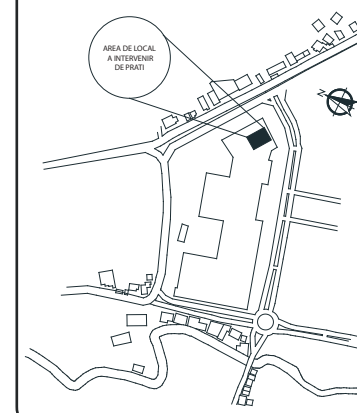 AREA DE LOCAL
A INTERVENIR
DE PRATI
N